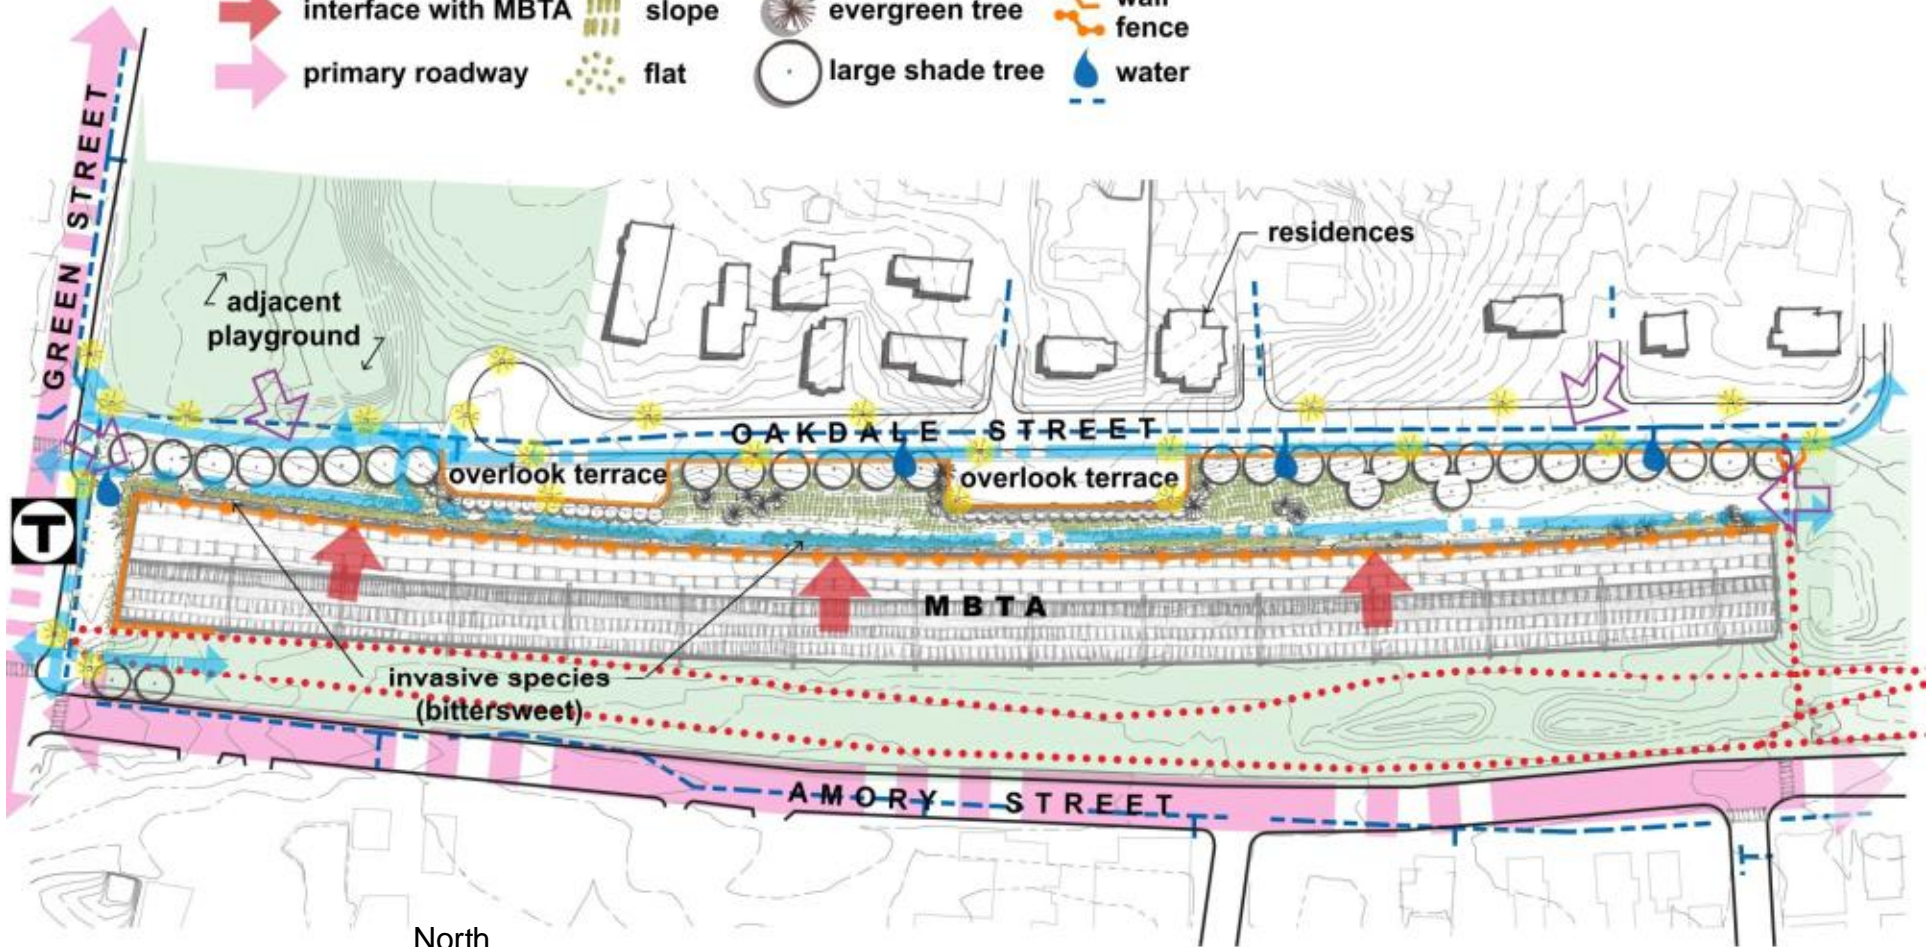 interface with MBTA
slope
evergreen tree
wall
fence
primary roadway
flat
large shade tree
water
GREEN STREET
residences
adjacent
playground
OAKDALE STREET
overlook terrace
overlook terrace
T
MBTA
invasive species
(bittersweet)
AMORY STREET
North